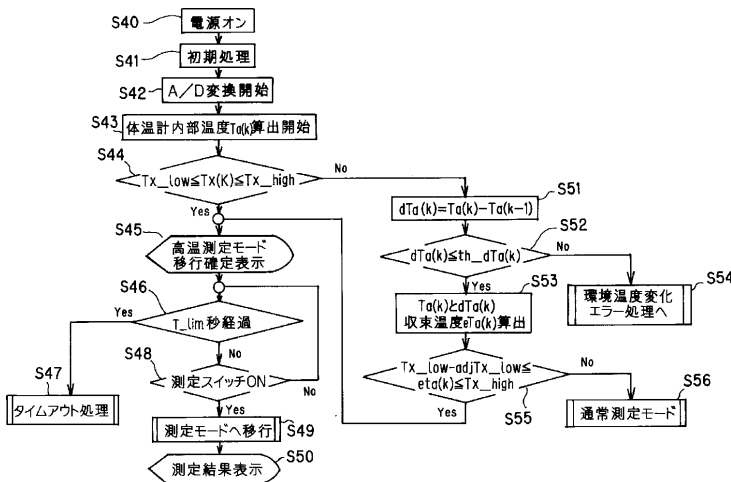 S40
電源オン
S41
初期処理
S42
A/D変換開始
S43
体温計内部温度Ta(k)算出開始
S44
Tx_low≦Tx(K)≦Tx_high
No
Yes
S45
高温測定モード
移行確定表示
S46
T_lim秒経過
Yes
No
S47
タイムアウト処理
S48
測定スイッチON
No
Yes
測定モードへ移行
S49
S50
測定結果表示
S51
dTa(k)=Ta(k)-Ta(k-1)
S52
dTa(k)≦th_dTa(k)
No
Yes
S53
Ta(k)とdTa(k)
収束温度eTa(k)算出
S54
環境温度変化
エラー処理へ
Tx_low-adjTx_low≦
eta(k)≦Tx_high
No
Yes
S55
S56
通常測定モード